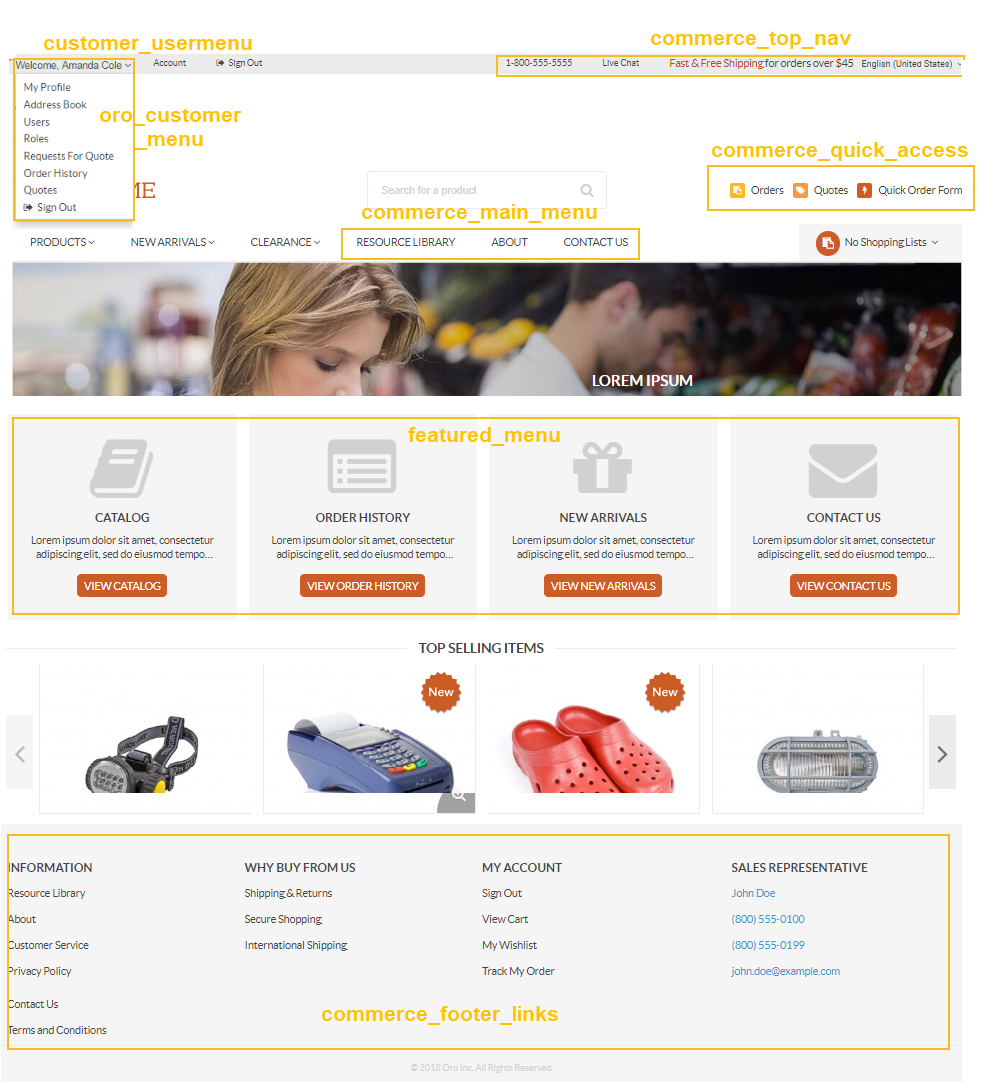 customer_usermenu
commerce_top_nav
Welcome, Amanda Cole
Account
Sign Out
1-800-555-5555
Live Chat
Fast & Free Shipping for orders over $45
English (United States)
My Profile
Address Book
Users
Roles
Requests For Quote
Order History
Quotes
Sign Out
oro_customer
_menu
ME
commerce_quick_access
Search for a product
Orders
Quotes
Quick Order Form
commerce_main_menu
PRODUCTS
NEW ARRIVALS
CLEARANCE
RESOURCE LIBRARY
ABOUT
CONTACT US
No Shopping Lists
LOREM IPSUM
featured_menu
CATALOG
Lorem ipsum dolor sit amet, consectetur
adipiscing elit, sed do eiusmod tempo...
VIEW CATALOG
ORDER HISTORY
Lorem ipsum dolor sit amet, consectetur
adipiscing elit, sed do eiusmod tempo...
VIEW ORDER HISTORY
NEW ARRIVALS
Lorem ipsum dolor sit amet, consectetur
adipiscing elit, sed do eiusmod tempo...
VIEW NEW ARRIVALS
CONTACT US
Lorem ipsum dolor sit amet, consectetur
adipiscing elit, sed do eiusmod tempo...
VIEW CONTACT US
TOP SELLING ITEMS
New
New
INFORMATION
Resource Library
About
Customer Service
Privacy Policy
Contact Us
Terms and Conditions
WHY BUY FROM US
Shipping & Returns
Secure Shopping
International Shipping
MY ACCOUNT
Sign Out
View Cart
My Wishlist
Track My Order
SALES REPRESENTATIVE
John Doe
(800) 555-0100
(800) 555-0199
john.doe@example.com
commerce_footer_links
© 2018 Oro Inc. All Rights Reserved.